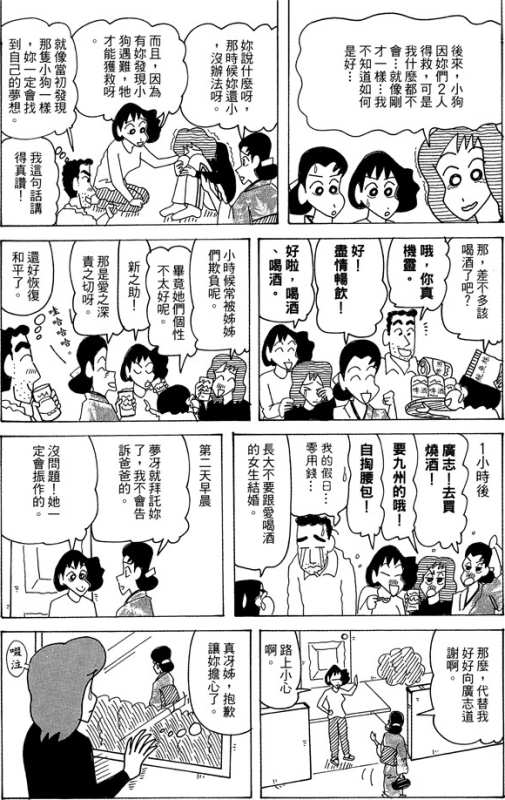 後來，小狗
因妳們2人
得救，可是
我什麼都不
會…就像剛
才一樣…我
不知道如何
是好…
妳說什麼呀，
那時候妳還小
，沒辦法呀。
而且，因為
有妳發現小
狗遇難，牠
才能獲救呀
就像當初發現
那隻小狗一樣
，妳一定會找
到自己的夢想。
我這句話講
得真讚！
那，差不多該
喝酒了吧？
哦，你真
機靈。
好！
盡情暢飲！
好啦，喝酒
、喝酒。
小時候常被姊姊
們欺負呢。
畢竟她們個性
不太好呢。
新之助！
那是愛之深
責之切呀。
哇哈哈哈
還好恢復
和平了。
1小時後
廣志！去買
燒酒！
要九州的哦！
自掏腰包！
我的假日…
零用錢…
長大不要跟愛喝酒
的女生結婚。
第二天早晨
夢冴就拜託妳
了，我不會告
訴爸爸的。
沒問題！她一
定會振作的。
那麼，代替我
好好向廣志道
謝啊。
路上小心
啊。
真冴姊，抱歉
讓妳擔心了。